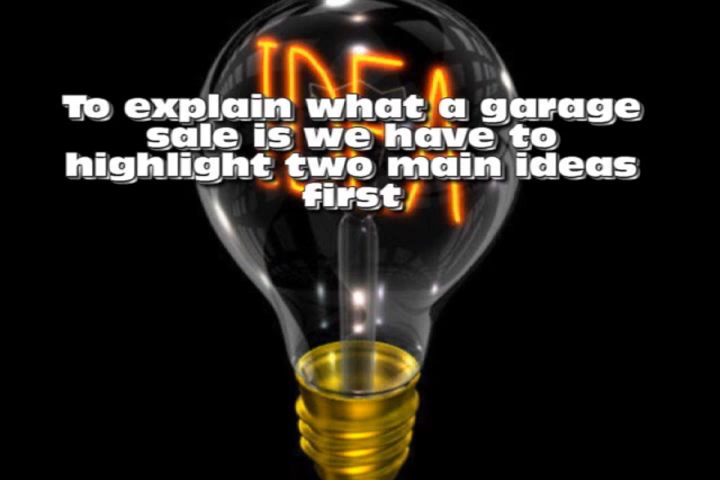 IDEA
To explain what a garage
sale is we have to
highlight two main ideas
first